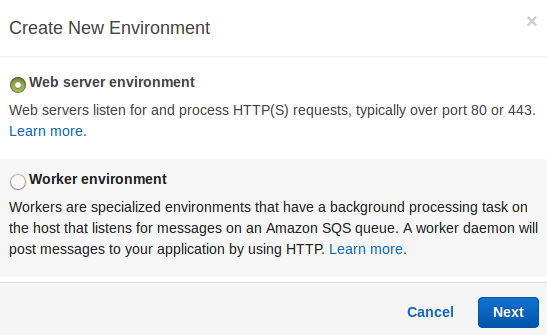 Create New Environment
×
Web server environment
Web servers listen for and process HTTP(S) requests, typically over port 80 or 443.
Learn more.
Worker environment
Workers are specialized environments that have a background processing task on
the host that listens for messages on an Amazon SQS queue. A worker daemon will
post messages to your application by using HTTP. Learn more.
Cancel Next